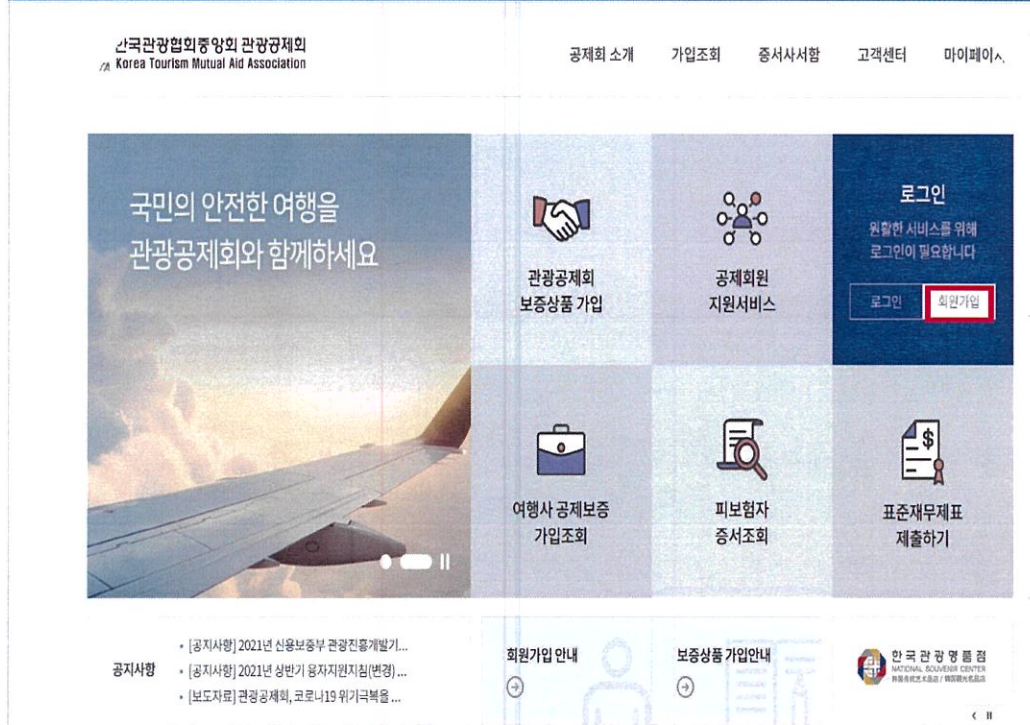 한국관광협회중앙회 관광공제회
Korea Tourism Mutual Aid Association
공제회 소개
가입조회
증서사서함
고객센터
마이페이지
국민의 안전한 여행을
관광공제회와 함께하세요
관광공제회
보증상품 가입
공제회원
지원서비스
로그인
원활한 서비스를 위해
로그인이 필요합니다
로그인
회원가입
여행사 공제보증
가입조회
피보험자
증서조회
표준재무제표
제출하기
공지사항
• [공지사항] 2021년 신용보증부 관광진흥개발기...
• [공지사항] 2021년 상반기 융자지원지침(변경) ...
• [보도자료] 관광공제회, 코로나19 위기극복을 ...
회원가입 안내
보증상품 가입안내
한국관광명품점
NATIONAL SOUVENIR CENTER